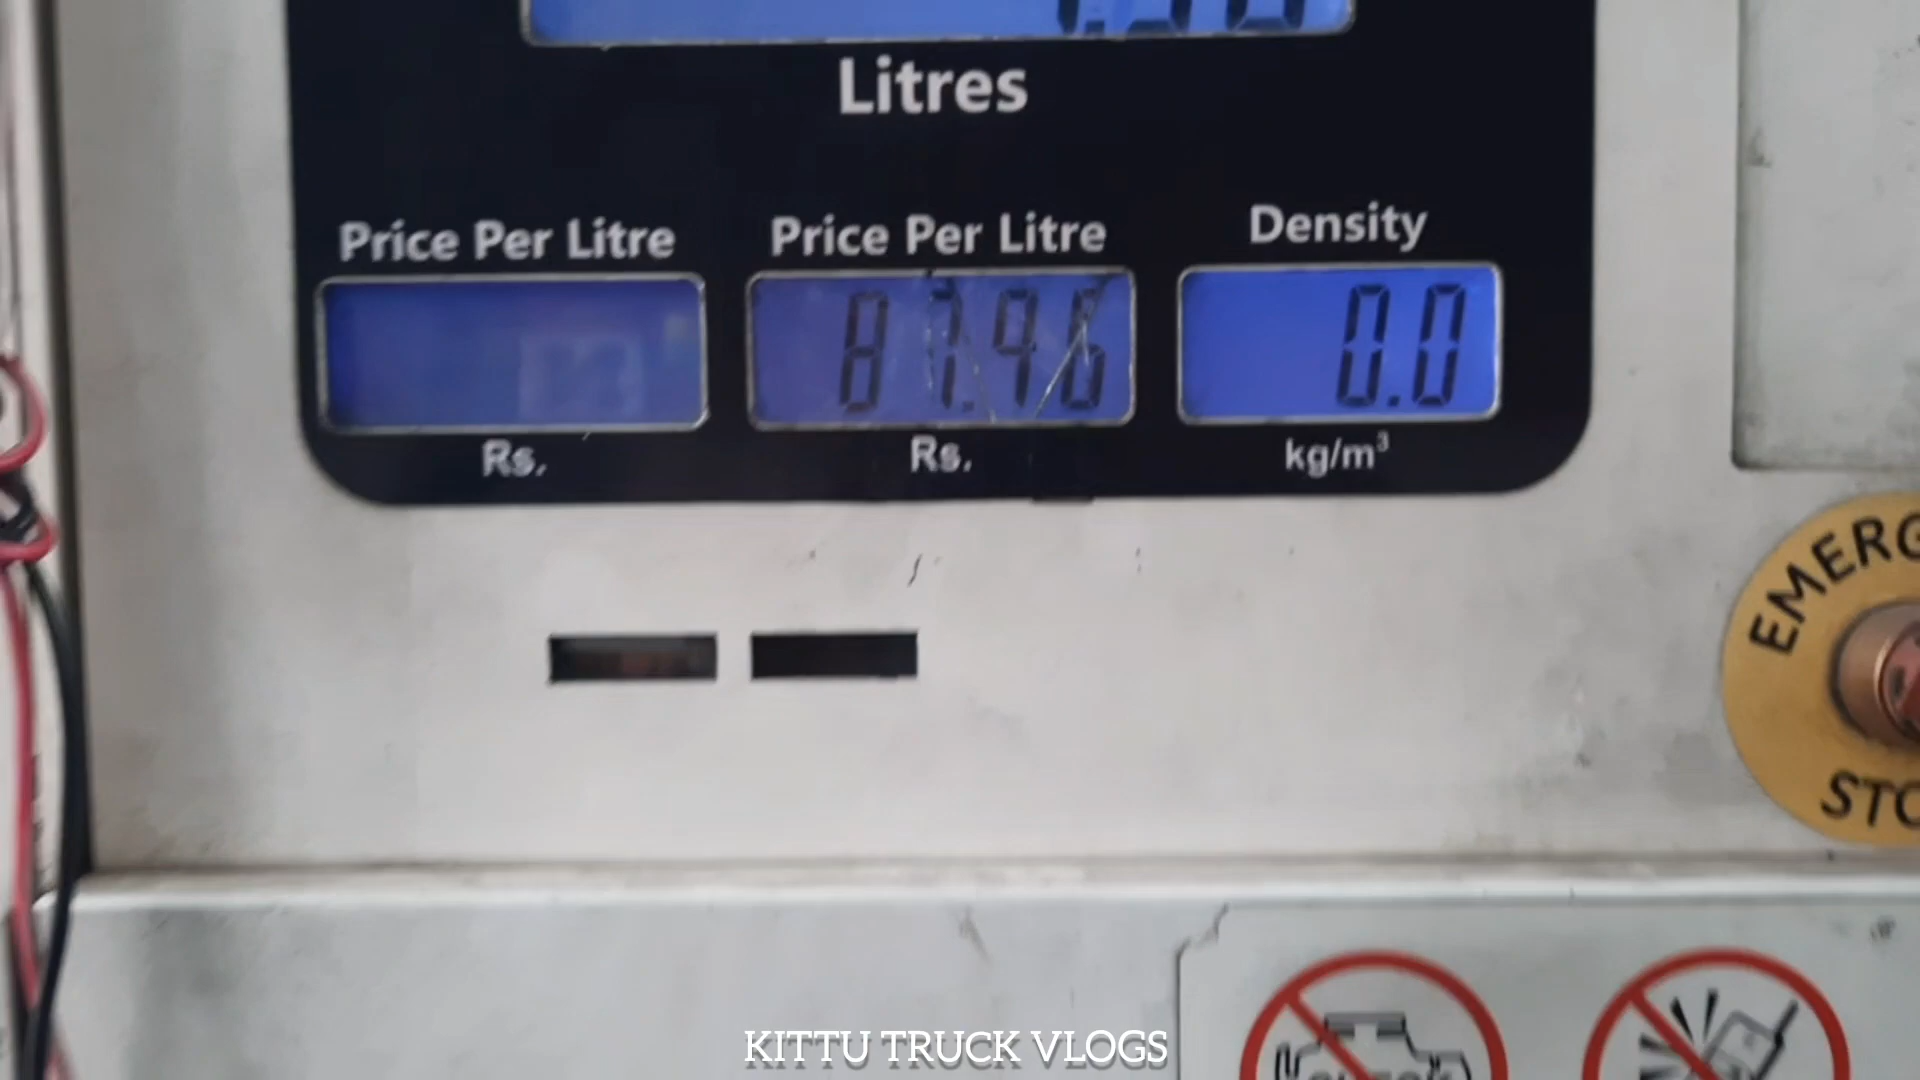 Litres
Price Per Litre
Price Per Litre
Density
87.96
0.0
Rs.
Rs.
kg/m³
EMERG
STO
KITTU TRUCK VLOGS